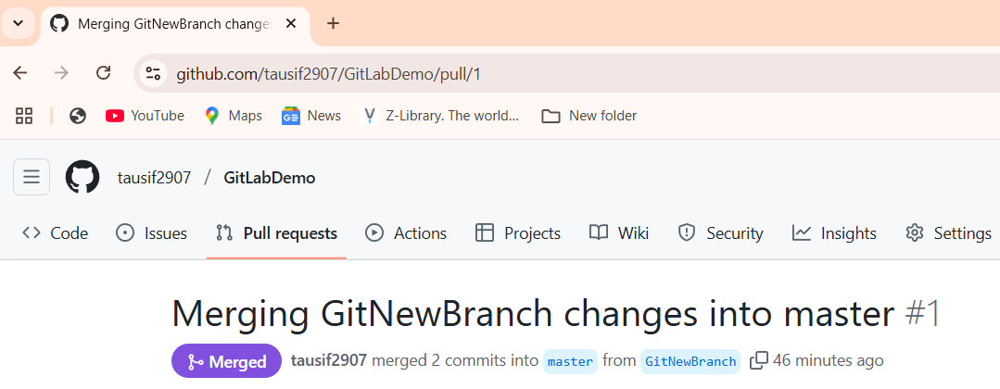 Merging GitNewBranch change
github.com/tausif2907/GitLabDemo/pull/1
YouTube Maps News Z-Library. The world... New folder
tausif2907 / GitLabDemo
Code Issues Pull requests Actions Projects Wiki Security Insights Settings
Merging GitNewBranch changes into master #1
Merged tausif2907 merged 2 commits into master from GitNewBranch 46 minutes ago